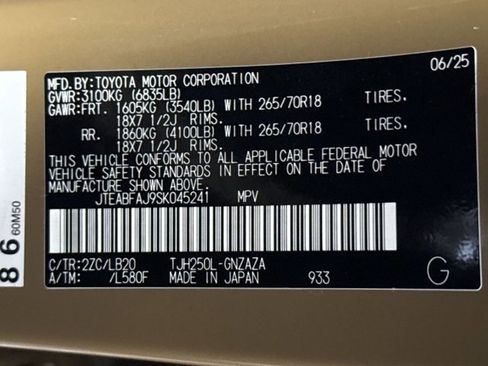 MFD.BY:TOYOTA MOTOR CORPORATION 06/25
GVWR:3100KG (6835LB)
GAWR:FRT. 1605KG (3540LB) WITH 265/70R18 TIRES.
18X7 1/2J RIMS.
RR. 1860KG (4100LB) WITH 265/70R18 TIRES.
18X7 1/2J RIMS.
THIS VEHICLE CONFORMS TO ALL APPLICABLE FEDERAL MOTOR
VEHICLE SAFETY STANDARDS IN EFFECT ON THE DATE OF
MANUFACTURE SHOWN ABOVE.
JTEABFAJ9SK045241 MPV
C/TR:2ZC/LB20 TJH250L-GNZAZA
A/TM: /L580F MADE IN JAPAN 933 G
86
60M50